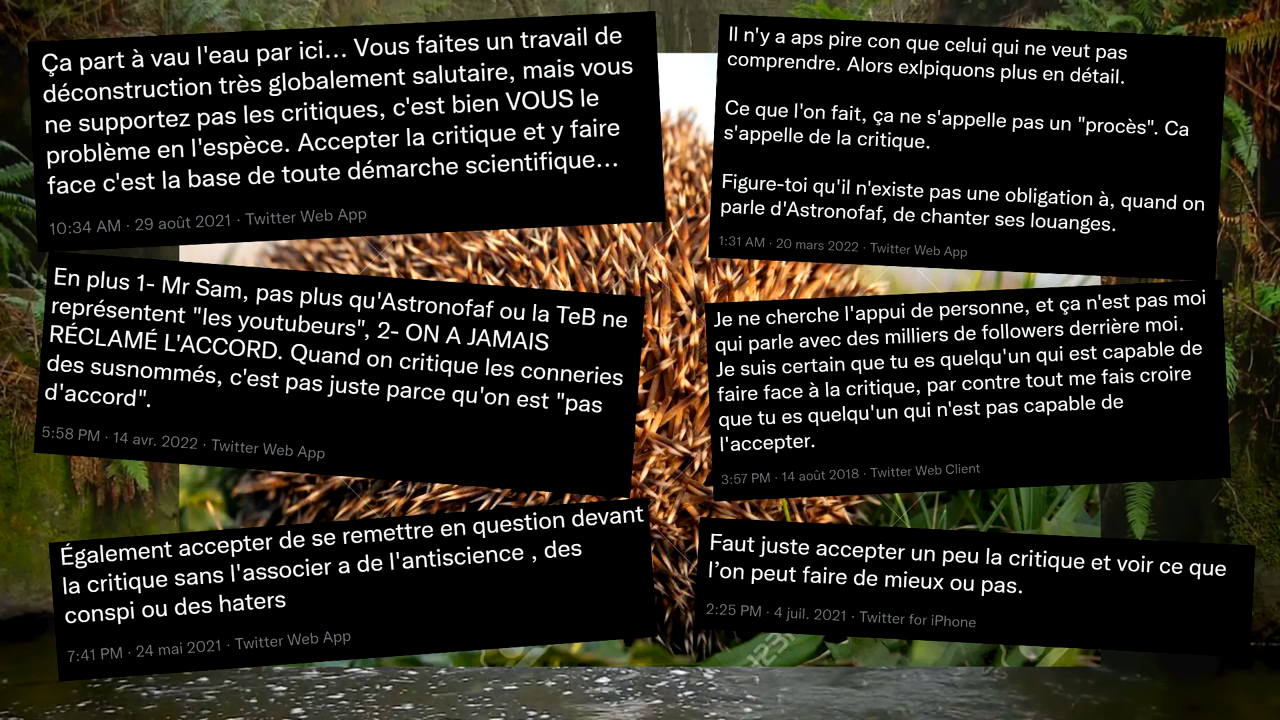 Ça part à vau l'eau par ici... Vous faites un travail de
déconstruction très globalement salutaire, mais vous
ne supportez pas les critiques, c'est bien VOUS le
problème en l'espèce. Accepter la critique et y faire
face c'est la base de toute démarche scientifique...
10:34 AM · 29 août 2021 · Twitter Web App
En plus 1- Mr Sam, pas plus qu'Astronofaf ou la TeB ne
représentent "les youtubeurs", 2- ON A JAMAIS
RÉCLAMÉ L'ACCORD. Quand on critique les conneries
des susnommés, c'est pas juste parce qu'on est "pas
d'accord".
5:58 PM · 14 avr. 2022 · Twitter Web App
Également accepter de se remettre en question devant
la critique sans l'associer a de l'antiscience , des
conspi ou des haters
7:41 PM · 24 mai 2021 · Twitter Web App
Il n'y a aps pire con que celui qui ne veut pas
comprendre. Alors exlpiquons plus en détail.
Ce que l'on fait, ça ne s'appelle pas un "procès". Ca
s'appelle de la critique.
Figure-toi qu'il n'existe pas une obligation à, quand on
parle d'Astronofaf, de chanter ses louanges.
1:31 AM · 20 mars 2022 · Twitter Web App
Je ne cherche l'appui de personne, et ça n'est pas moi
qui parle avec des milliers de followers derrière moi.
Je suis certain que tu es quelqu'un qui est capable de
faire face à la critique, par contre tout me fais croire
que tu es quelqu'un qui n'est pas capable de
l'accepter.
3:57 PM · 14 août 2018 · Twitter Web Client
Faut juste accepter un peu la critique et voir ce que
l’on peut faire de mieux ou pas.
2:25 PM · 4 juil. 2021 · Twitter for iPhone